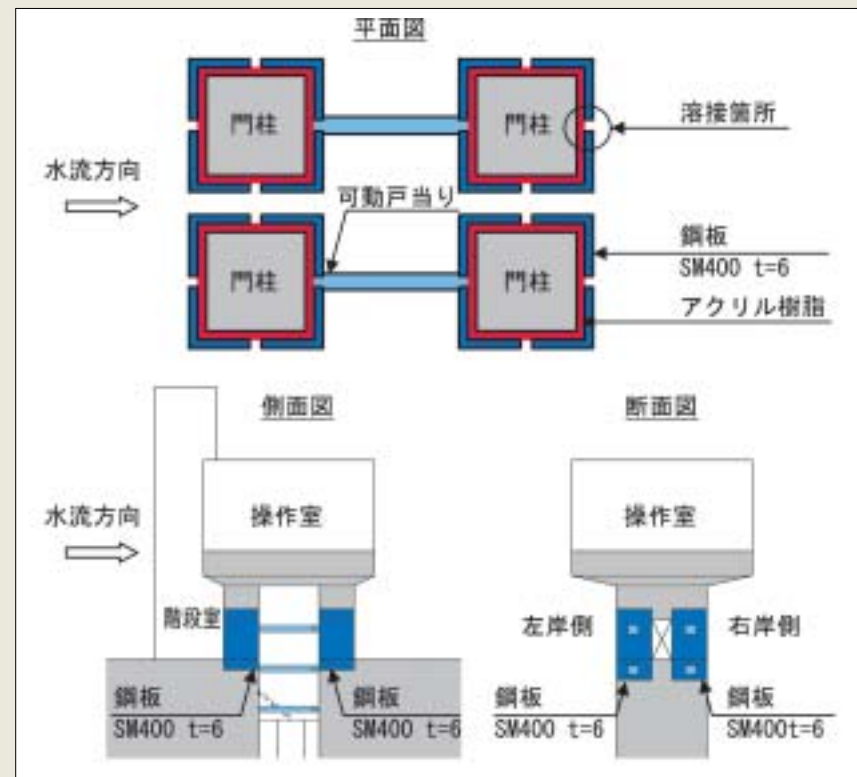 平面図
門柱
門柱
溶接箇所
水流方向
可動戸当り
門柱
門柱
鋼板
SM400 t=6
アクリル樹脂
側面図
断面図
水流方向
操作室
操作室
階段室
左岸側
右岸側
鋼板
SM400 t=6
鋼板
SM400 t=6
鋼板
SM400 t=6
鋼板
SM400t=6